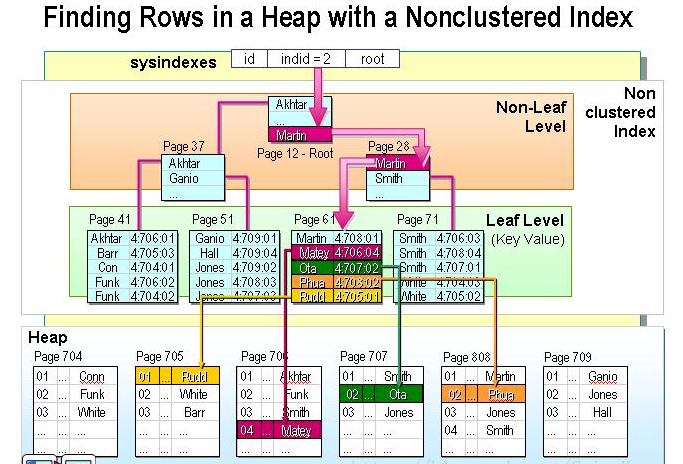 Finding Rows in a Heap with a Nonclustered Index
sysindexes
id indid = 2 root
Non
clustered
Index
Non-Leaf
Level
Akhtar
...
Martin
Page 12 - Root
Page 37
Akhtar
Ganio
...
Page 28
Martin
Smith
...
Leaf Level
(Key Value)
Page 41
Akhtar 4:706:01
Barr 4:705:03
Con 4:704:01
Funk 4:706:02
Funk 4:704:02
Page 51
Ganio 4:709:01
Hall 4:709:04
Jones 4:709:02
Jones 4:708:03
Jones 4:707:03
Page 61
Martin 4:708:01
Matey 4:706:04
Ota 4:707:02
Phua 4:708:02
Rudd 4:705:01
Page 71
Smith 4:706:03
Smith 4:708:04
Smith 4:707:01
White 4:704:03
White 4:705:02
Heap
Page 704
01 ... Conn
02 ... Funk
03 ... White
... ... ...
... ... ...
Page 705
01 ... Rudd
02 ... White
03 ... Barr
... ... ...
... ... ...
Page 706
01 ... Akhtar
02 ... Funk
03 ... Smith
04 ... Matey
... ... ...
Page 707
01 ... Smith
02 ... Ota
03 ... Jones
... ... ...
... ... ...
Page 808
01 ... Martin
02 ... Phua
03 ... Jones
04 ... Smith
... ... ...
Page 709
01 ... Ganio
02 ... Jones
03 ... Hall
... ... ...
... ... ...